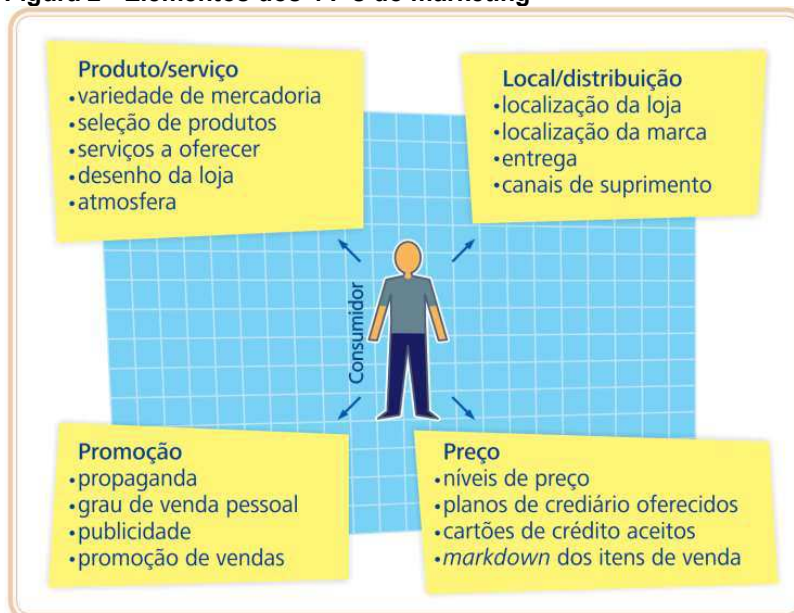 Produto/serviço
•variedade de mercadoria
•seleção de produtos
•serviços a oferecer
•desenho da loja
•atmosfera
Local/distribuição
•localização da loja
•localização da marca
•entrega
•canais de suprimento
Consumidor
Promoção
•propaganda
•grau de venda pessoal
•publicidade
•promoção de vendas
Preço
•níveis de preço
•planos de crediário oferecidos
•cartões de crédito aceitos
•markdown dos itens de venda